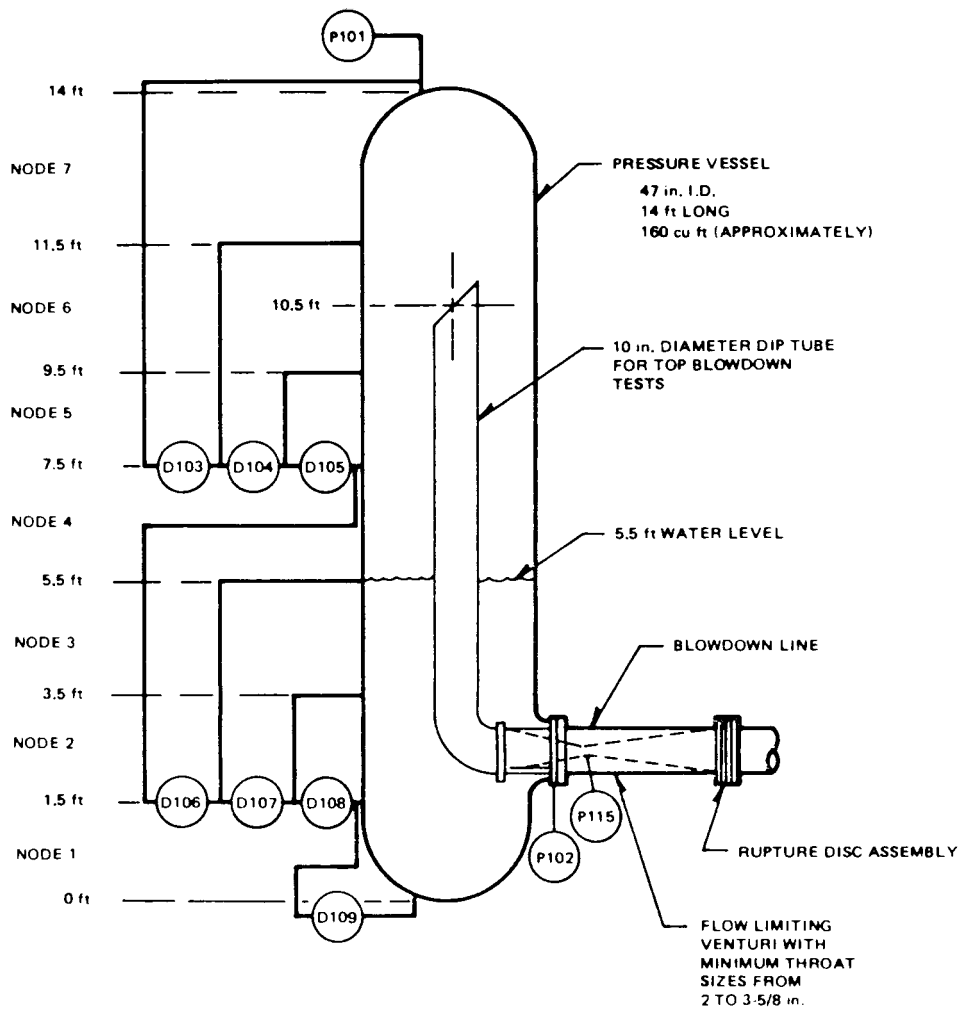 P101
14 ft
NODE 7
PRESSURE VESSEL
47 in. I.D.
14 ft LONG
160 cu ft (APPROXIMATELY)
11.5 ft
NODE 6
10.5 ft
10 in. DIAMETER DIP TUBE
FOR TOP BLOWDOWN
TESTS
9.5 ft
NODE 5
7.5 ft
D103
D104
D105
NODE 4
5.5 ft WATER LEVEL
5.5 ft
NODE 3
BLOWDOWN LINE
3.5 ft
NODE 2
1.5 ft
D106
D107
D108
P115
P102
RUPTURE DISC ASSEMBLY
NODE 1
0 ft
D109
FLOW LIMITING
VENTURI WITH
MINIMUM THROAT
SIZES FROM
2 TO 3-5/8 in.